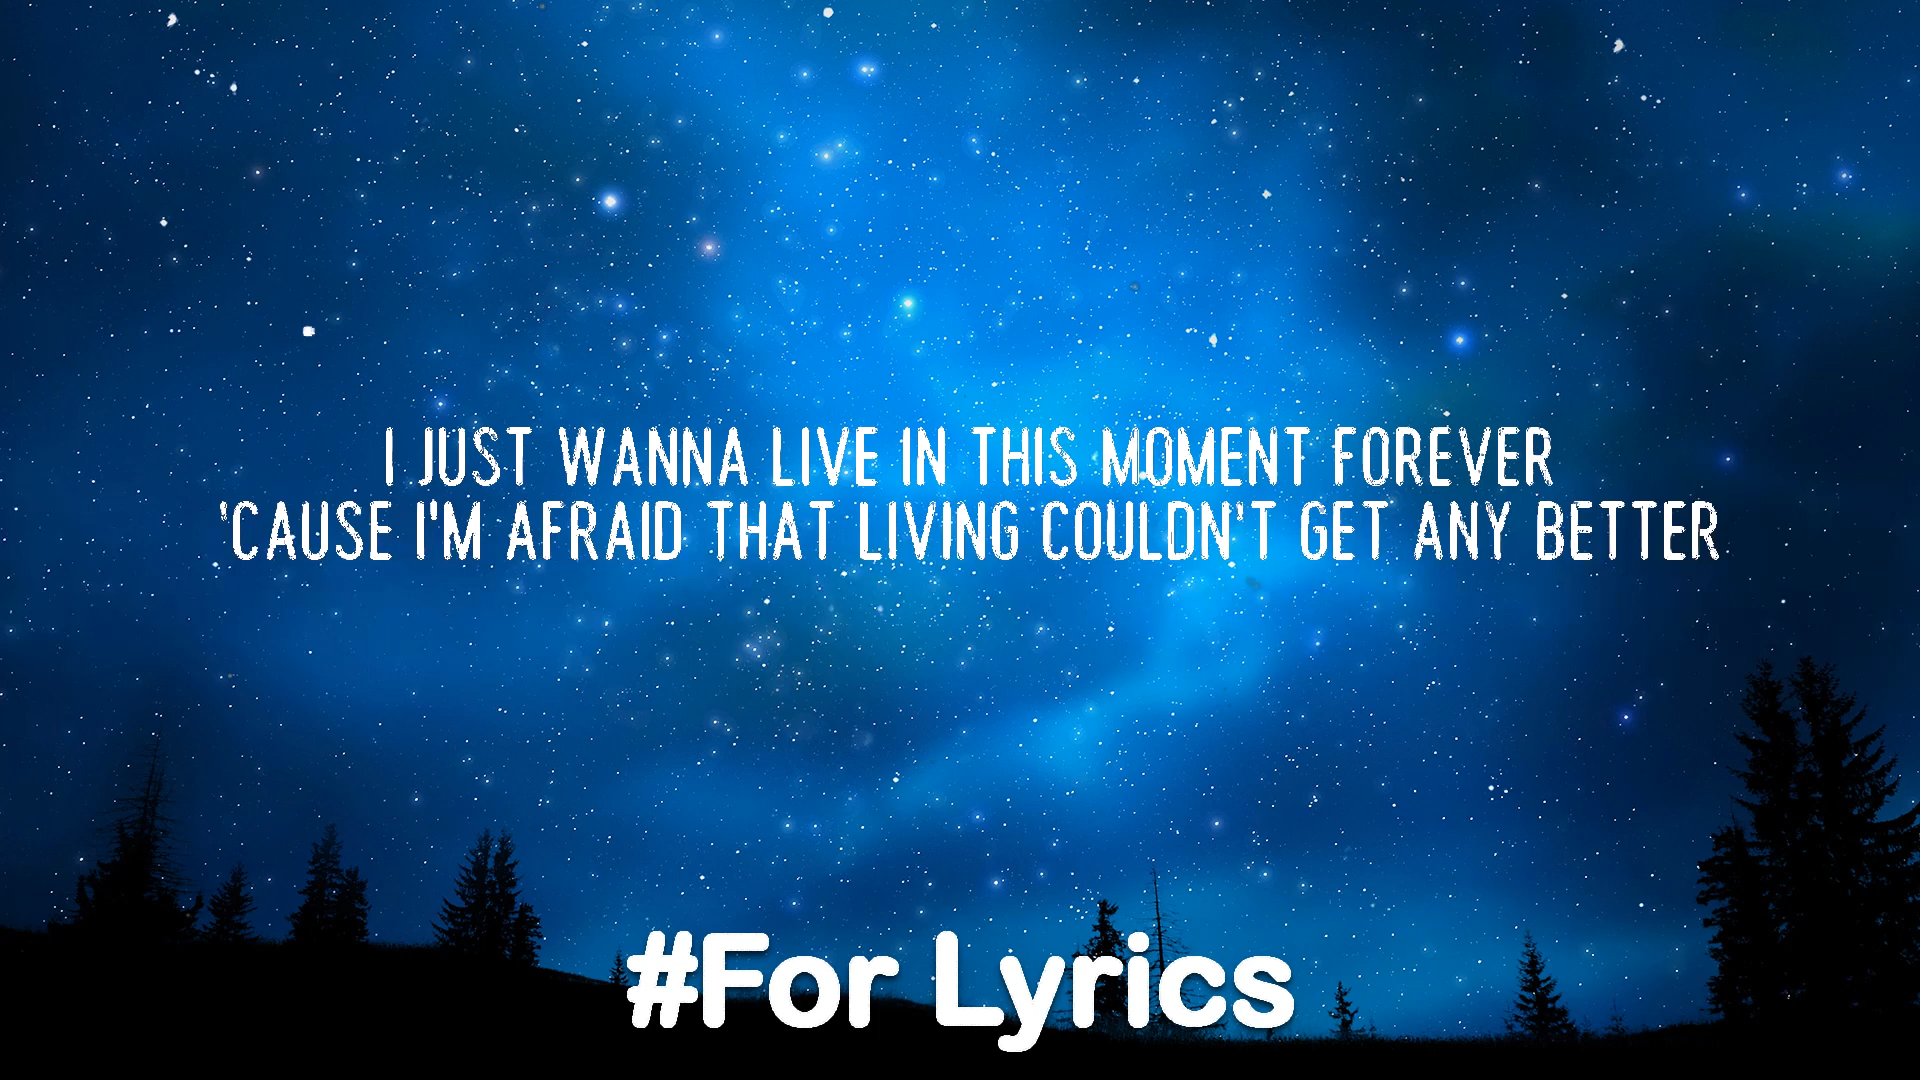 I JUST WANNA LIVE IN THIS MOMENT FOREVER
'CAUSE I'M AFRAID THAT LIVING COULDN'T GET ANY BETTER
#For Lyrics